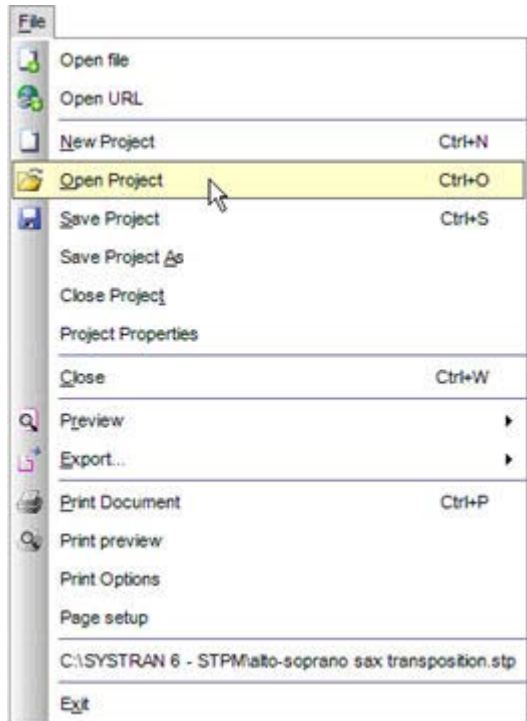 File
Open file
Open URL
New Project Ctrl+N
Open Project Ctrl+O
Save Project Ctrl+S
Save Project As
Close Project
Project Properties
Close Ctrl+W
Preview
Export...
Print Document Ctrl+P
Print preview
Print Options
Page setup
C:\SYSTRAN 6 - STPM\alto-soprano sax transposition.stp
Exit